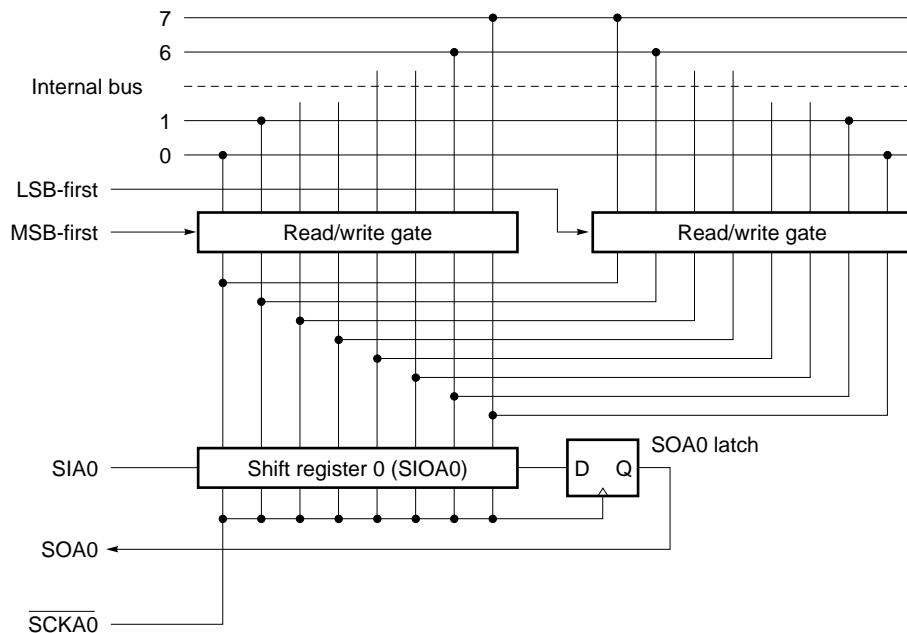 7
6
Internal bus
1
0
LSB-first
MSB-first
Read/write gate
Read/write gate
SOA0 latch
SIA0
Shift register 0 (SIOA0)
D Q
SOA0
SCKA0